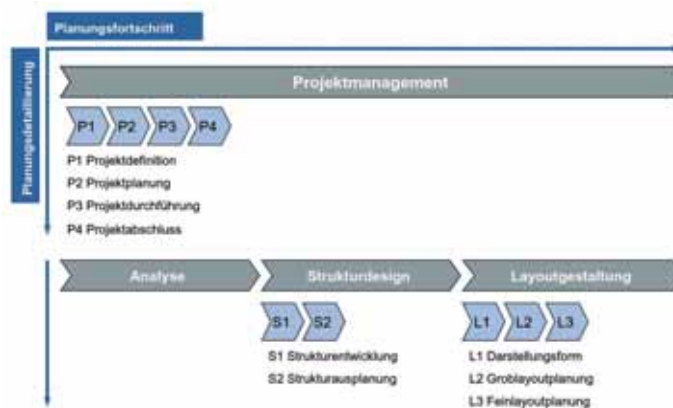 Planungsfortschritt
Planungsdetaillierung
Projektmanagement
P1 P2 P3 P4
P1 Projektdefinition
P2 Projektplanung
P3 Projektdurchführung
P4 Projektabschluss
Analyse Strukturdesign Layoutgestaltung
S1 S2 L1 L2 L3
S1 Strukturentwicklung L1 Darstellungsform
S2 Strukturausplanung L2 Groblayoutplanung
L3 Feinlayoutplanung